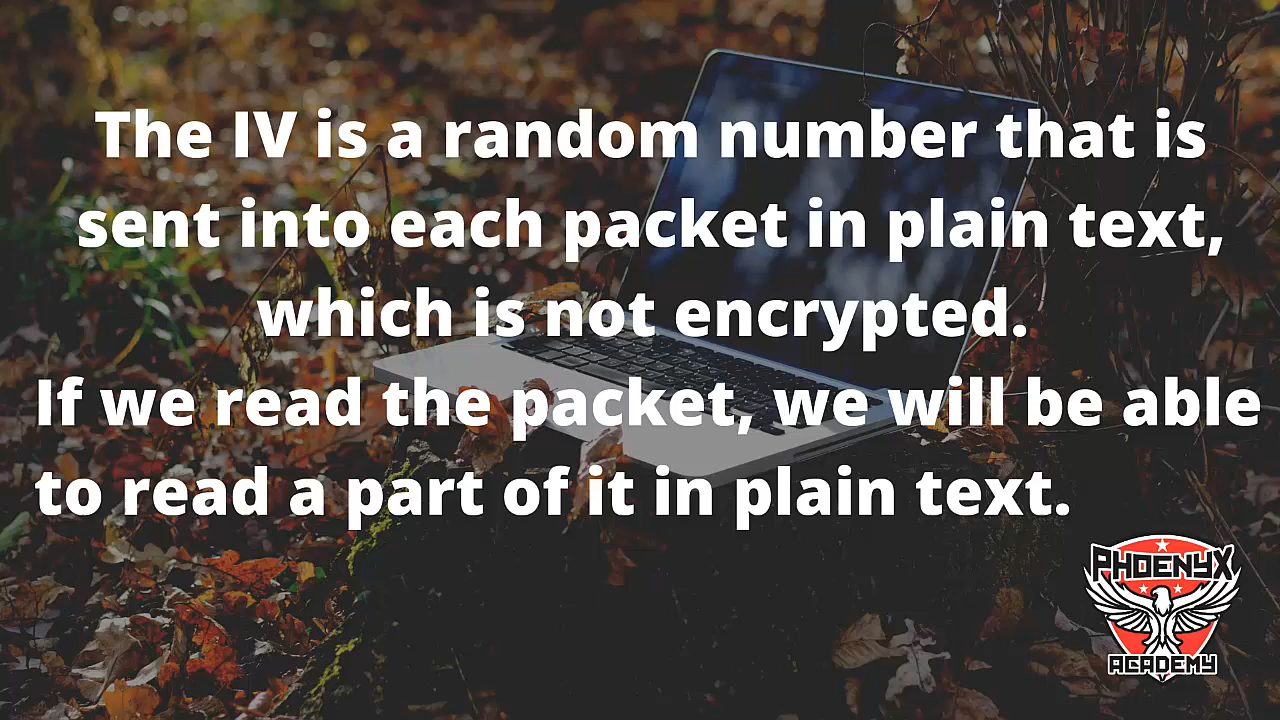 The IV is a random number that is
sent into each packet in plain text,
which is not encrypted.
If we read the packet, we will be able
to read a part of it in plain text.
PHOENYX
ACADEMY